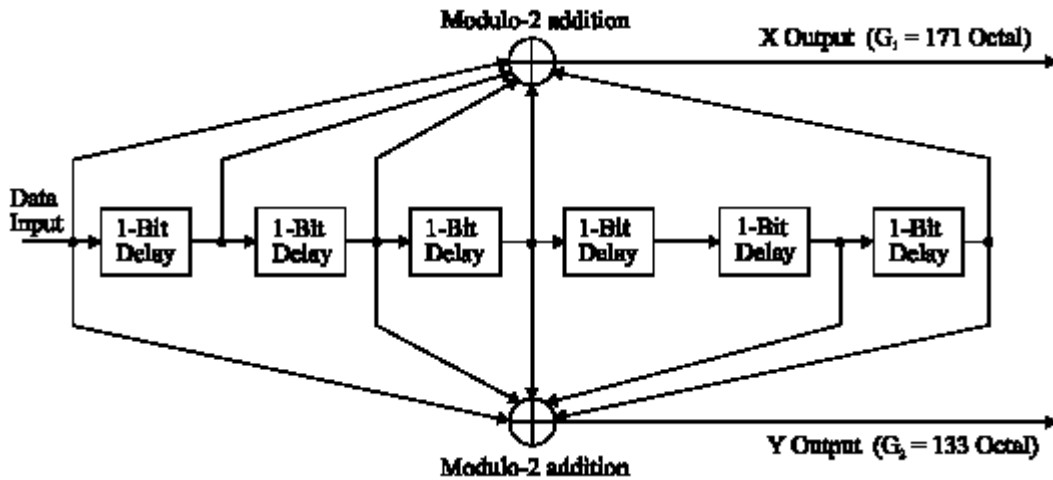 Modulo-2 addition
X Output (G₁ = 171 Octal)
Data
Input
1-Bit
Delay
1-Bit
Delay
1-Bit
Delay
1-Bit
Delay
1-Bit
Delay
1-Bit
Delay
Y Output (G₂ = 133 Octal)
Modulo-2 addition